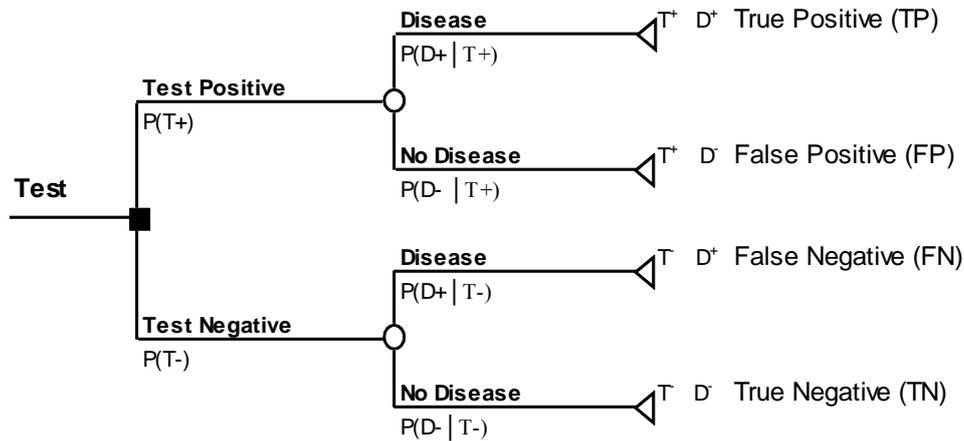 Disease
P(D+ | T+)
T⁺ D⁺ True Positive (TP)
Test Positive
P(T+)
No Disease
P(D- | T+)
T⁺ D⁻ False Positive (FP)
Test
Disease
P(D+ | T-)
T⁻ D⁺ False Negative (FN)
Test Negative
P(T-)
No Disease
P(D- | T-)
T⁻ D⁻ True Negative (TN)